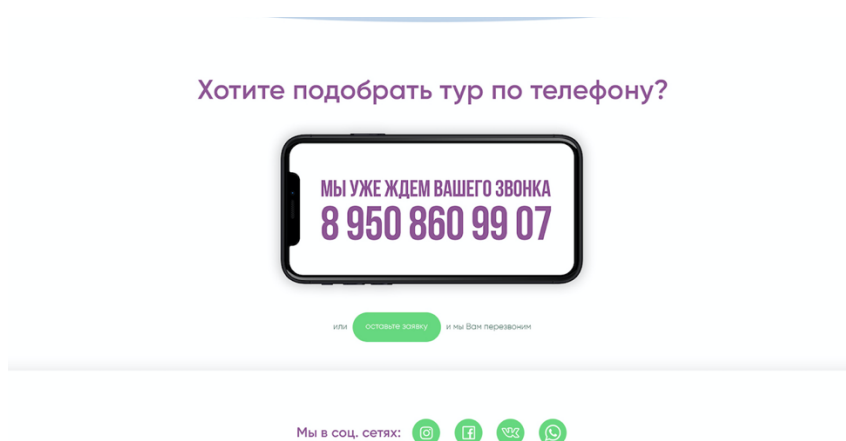 Хотите подобрать тур по телефону?
МЫ УЖЕ ЖДЕМ ВАШЕГО ЗВОНКА
8 950 860 99 07
или оставьте заявку и мы Вам перезвоним
Мы в соц. сетях: